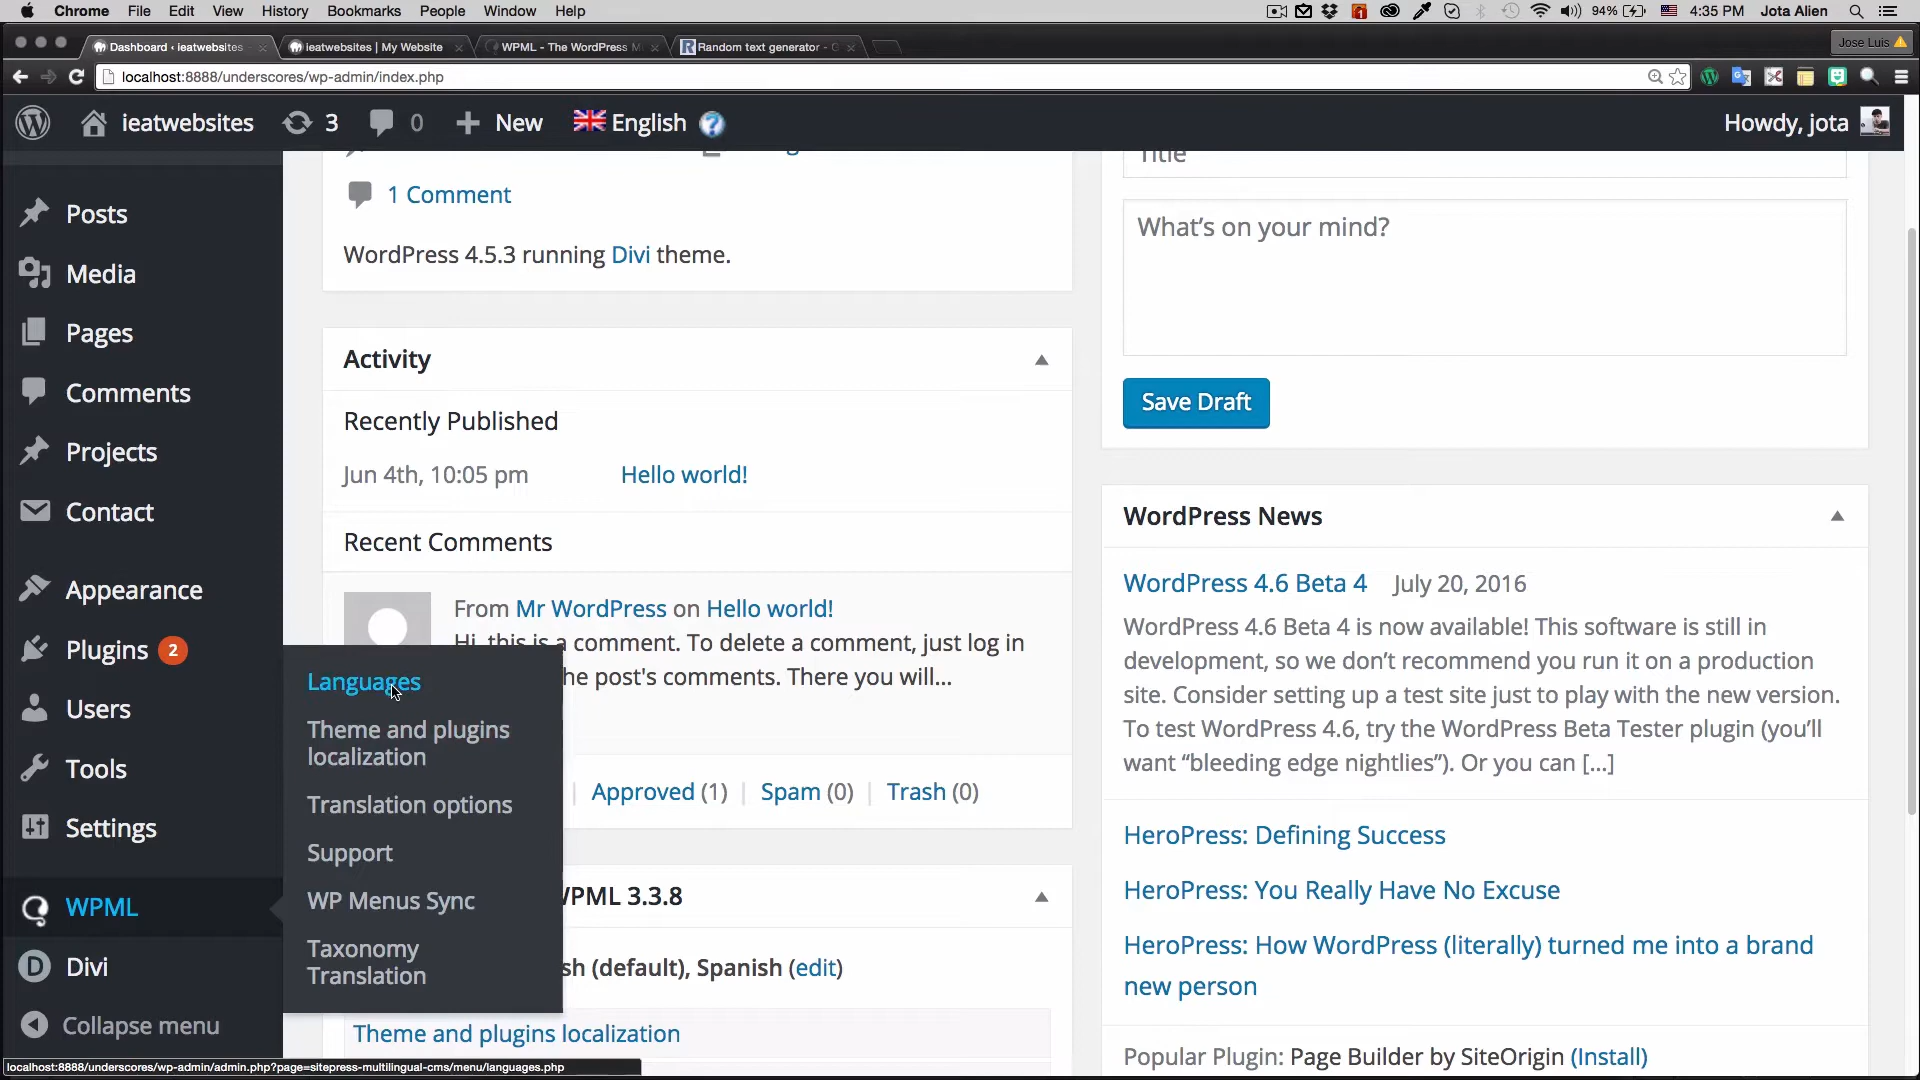 Chrome File Edit View History Bookmarks People Window Help
1 94% 4:35 PM Jota Alien
Dashboard ‹ ieatwebsites
ieatwebsites | My Website
WPML - The WordPress M
Random text generator - G
Jose Luis
localhost:8888/underscores/wp-admin/index.php
ieatwebsites 3 0 New English ? Howdy, jota
Posts
Media
Pages
Comments
Projects
Contact
Appearance
Plugins 2
Users
Tools
Settings
WPML
Divi
Collapse menu
Languages
Theme and plugins
localization
Translation options
Support
WP Menus Sync
Taxonomy
Translation
1 Comment
WordPress 4.5.3 running Divi theme.
Activity
Recently Published
Jun 4th, 10:05 pm Hello world!
Recent Comments
From Mr WordPress on Hello world!
Hi, this is a comment. To delete a comment, just log in
he post's comments. There you will...
| Approved (1) | Spam (0) | Trash (0)
WPML 3.3.8
sh (default), Spanish (edit)
Theme and plugins localization
Title
What's on your mind?
Save Draft
WordPress News
WordPress 4.6 Beta 4 July 20, 2016
WordPress 4.6 Beta 4 is now available! This software is still in
development, so we don't recommend you run it on a production
site. Consider setting up a test site just to play with the new version.
To test WordPress 4.6, try the WordPress Beta Tester plugin (you'll
want “bleeding edge nightlies”). Or you can […]
HeroPress: Defining Success
HeroPress: You Really Have No Excuse
HeroPress: How WordPress (literally) turned me into a brand
new person
Popular Plugin: Page Builder by SiteOrigin (Install)
localhost:8888/underscores/wp-admin/admin.php?page=sitepress-multilingual-cms/menu/languages.php